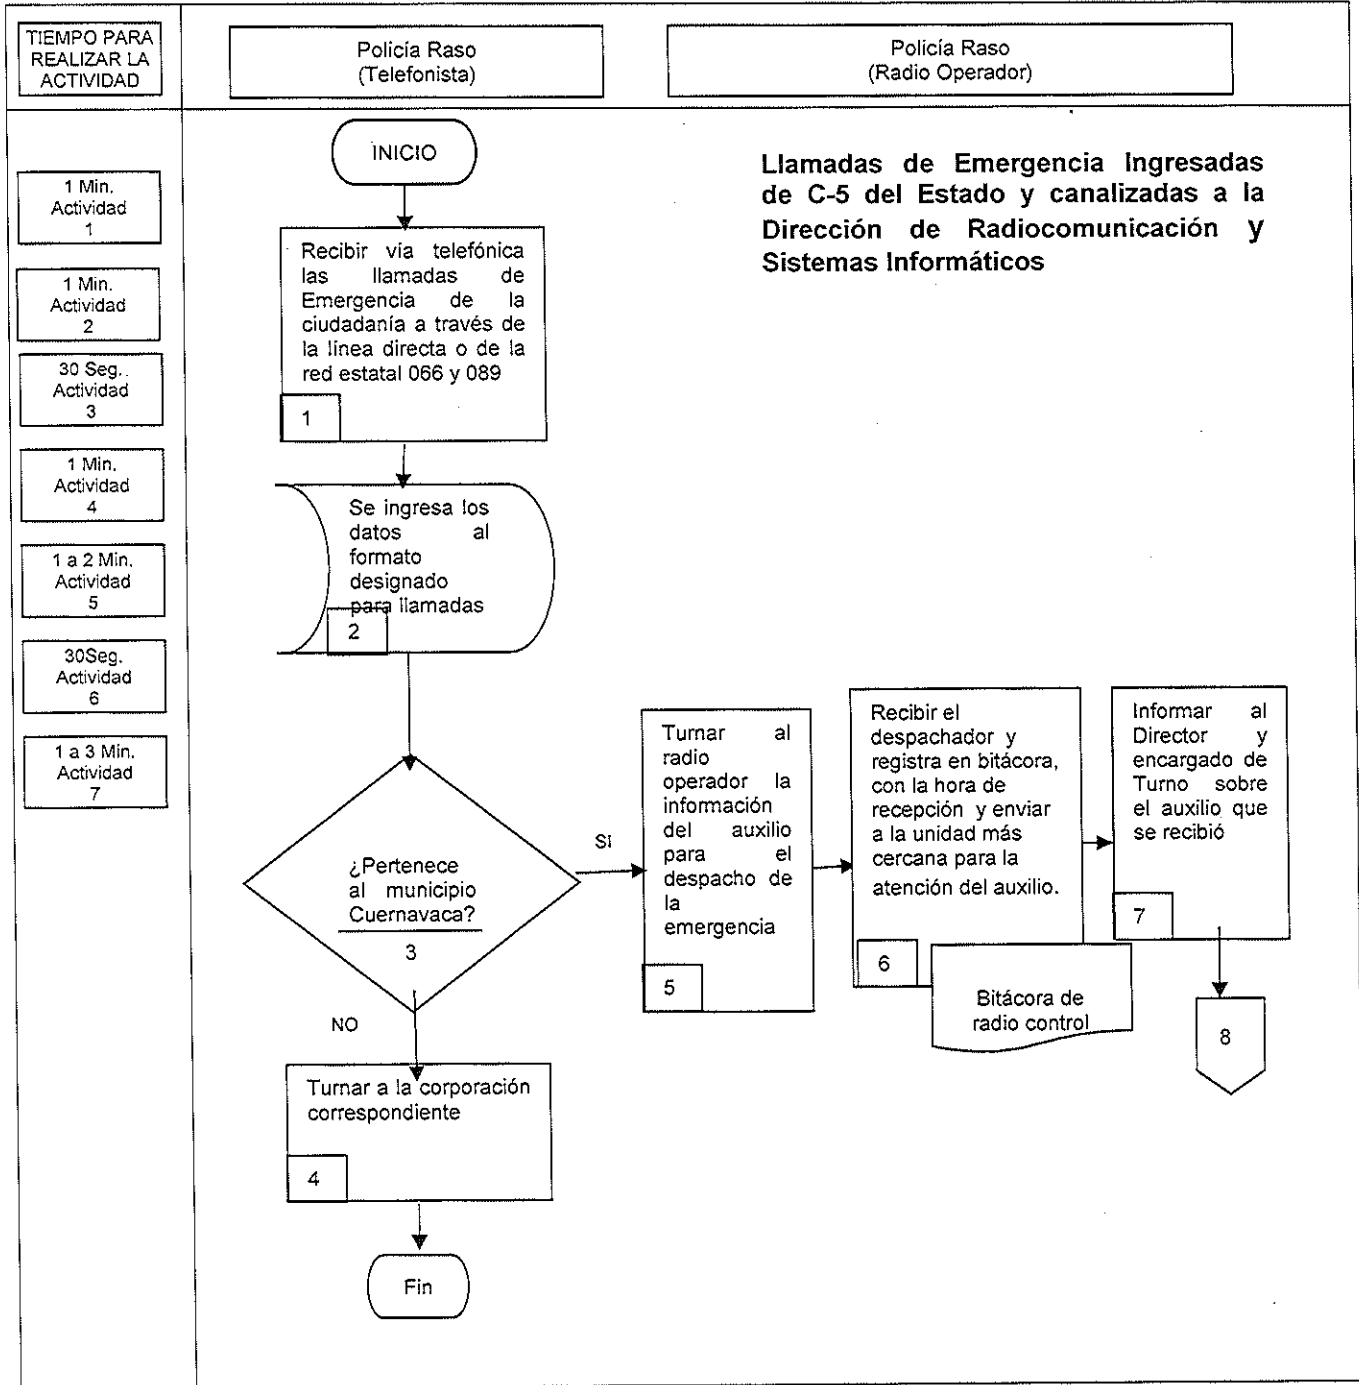 TIEMPO PARA
REALIZAR LA
ACTIVIDAD
Policía Raso
(Telefonista)
Policía Raso
(Radio Operador)
1 Min.
Actividad
1
1 Min.
Actividad
2
30 Seg.
Actividad
3
1 Min.
Actividad
4
1 a 2 Min.
Actividad
5
30Seg.
Actividad
6
1 a 3 Min.
Actividad
7
Llamadas de Emergencia Ingresadas
de C-5 del Estado y canalizadas a la
Dirección de Radiocomunicación y
Sistemas Informáticos
INICIO
Recibir vía telefónica
las llamadas de
Emergencia de la
ciudadanía a través de
la línea directa o de la
red estatal 066 y 089
1
Se ingresa los
datos al
formato
designado
para llamadas
2
¿Pertenece
al municipio
Cuernavaca?
3
SI
NO
Turnar a la corporación
correspondiente
4
Fin
Turnar al
radio
operador la
información
del auxilio
para el
despacho de
la
emergencia
5
Recibir el
despachador y
registra en bitácora,
con la hora de
recepción y enviar
a la unidad más
cercana para la
atención del auxilio.
6
Bitácora de
radio control
Informar al
Director y
encargado de
Turno sobre
el auxilio que
se recibió
7
8